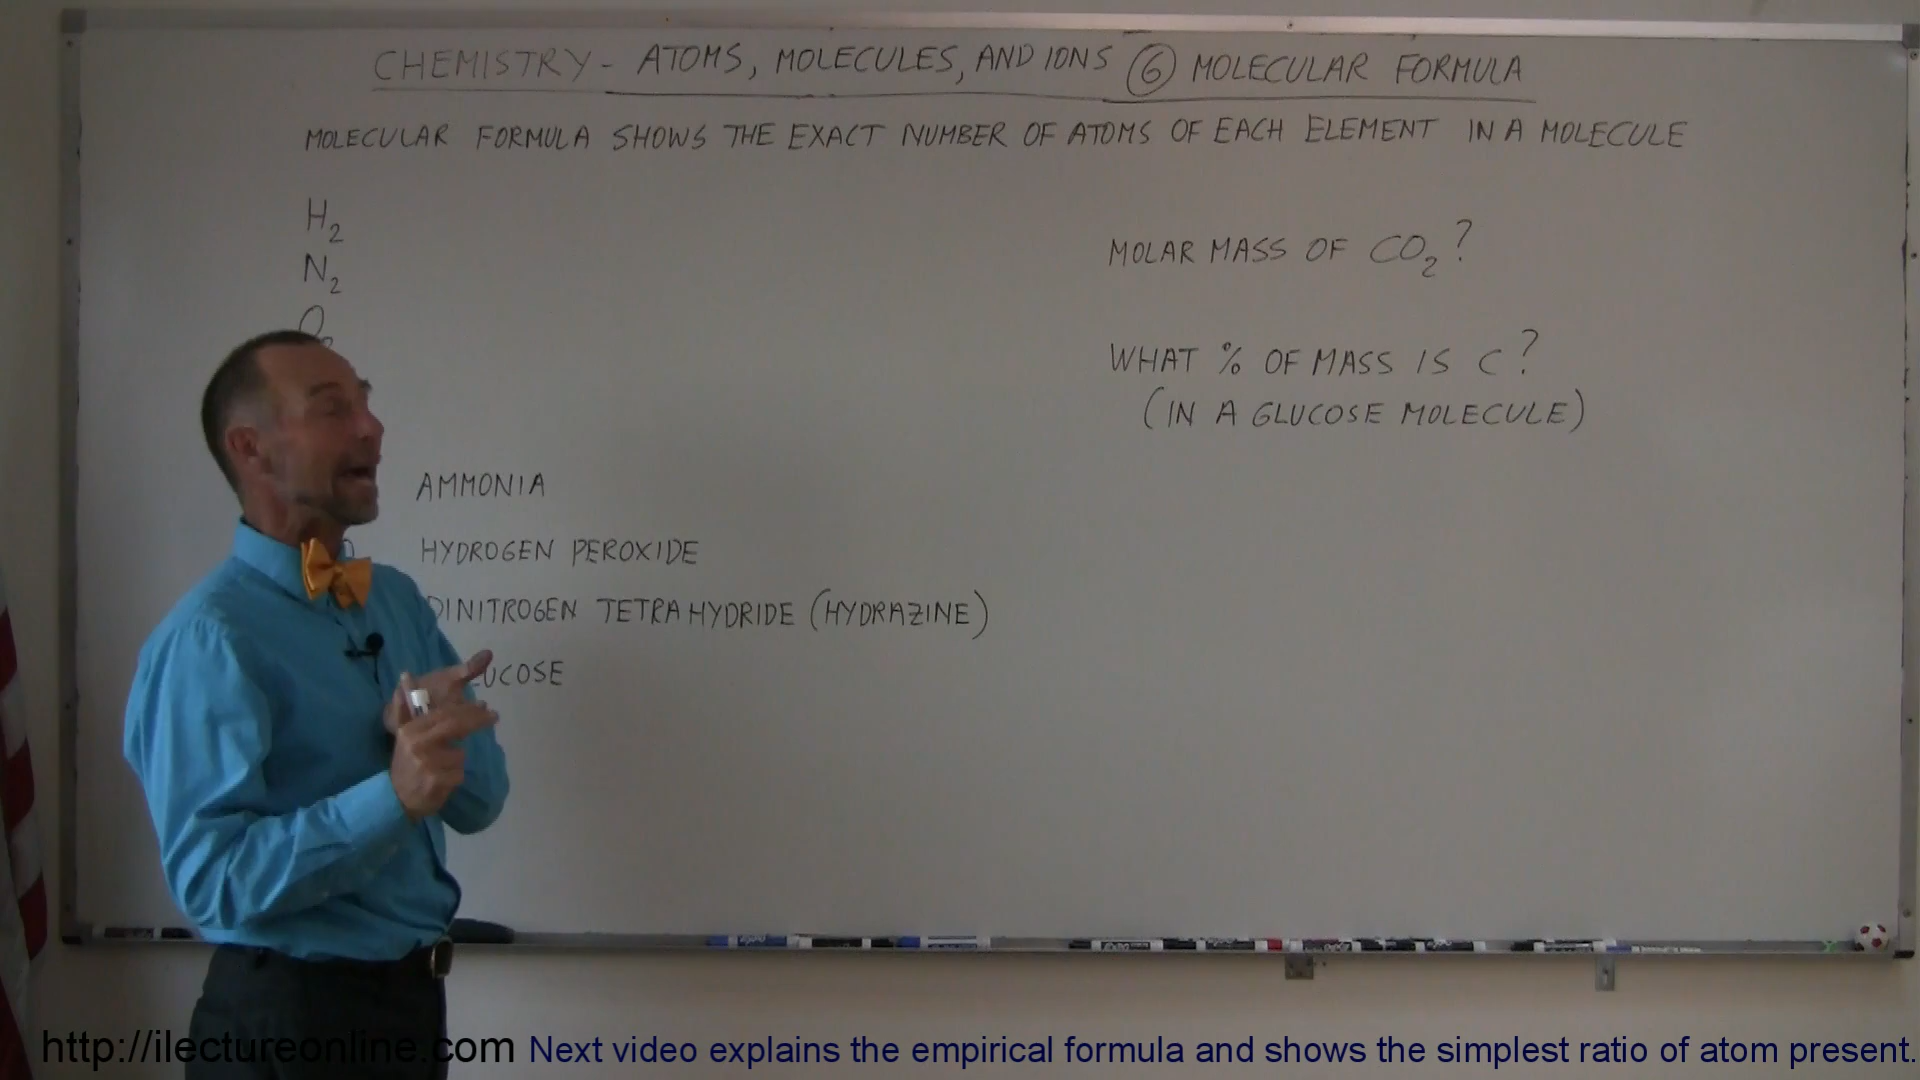 CHEMISTRY - ATOMS, MOLECULES, AND IONS ⑥ MOLECULAR FORMULA
MOLECULAR FORMULA SHOWS THE EXACT NUMBER OF ATOMS OF EACH ELEMENT IN A MOLECULE
H₂
N₂
O₂
AMMONIA
HYDROGEN PEROXIDE
DINITROGEN TETRAHYDRIDE (HYDRAZINE)
UCOSE
MOLAR MASS OF CO₂?
WHAT % OF MASS IS C?
(IN A GLUCOSE MOLECULE)
http://ilectureonline.com Next video explains the empirical formula and shows the simplest ratio of atom present.